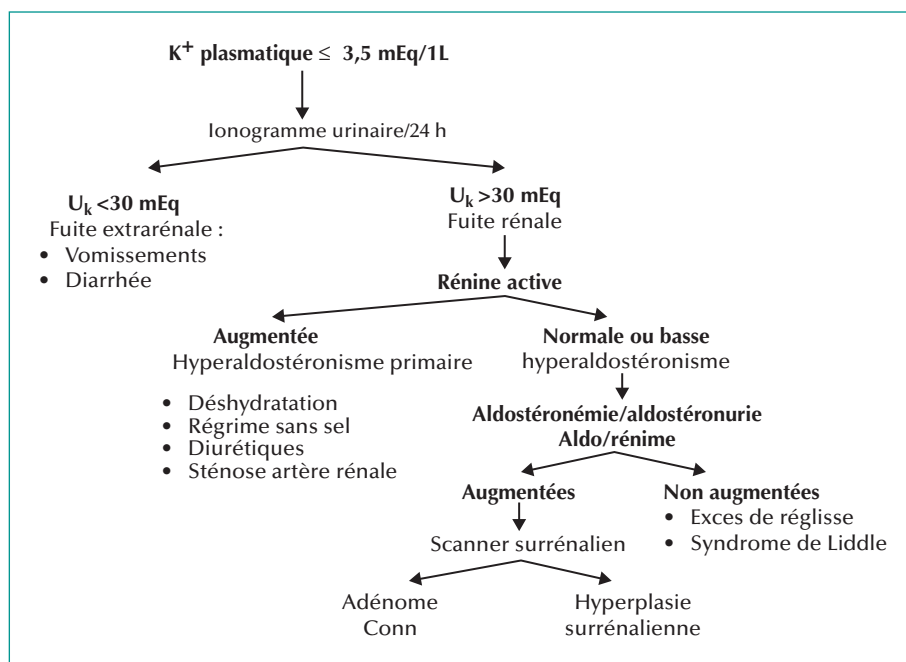 K⁺ plasmatique ≤ 3,5 mEq/1L
Ionogramme urinaire/24 h
Uₖ <30 mEq
Fuite extrarénale :
• Vomissements
• Diarrhée
Uₖ >30 mEq
Fuite rénale
Rénine active
Augmentée
Hyperaldostéronisme primaire
• Déshydratation
• Régrime sans sel
• Diurétiques
• Sténose artère rénale
Normale ou basse
hyperaldostéronisme
Aldostéronémie/aldostéronurie
Aldo/rénime
Augmentées
Scanner surrénalien
Non augmentées
• Exces de réglisse
• Syndrome de Liddle
Adénome
Conn
Hyperplasie
surrénalienne